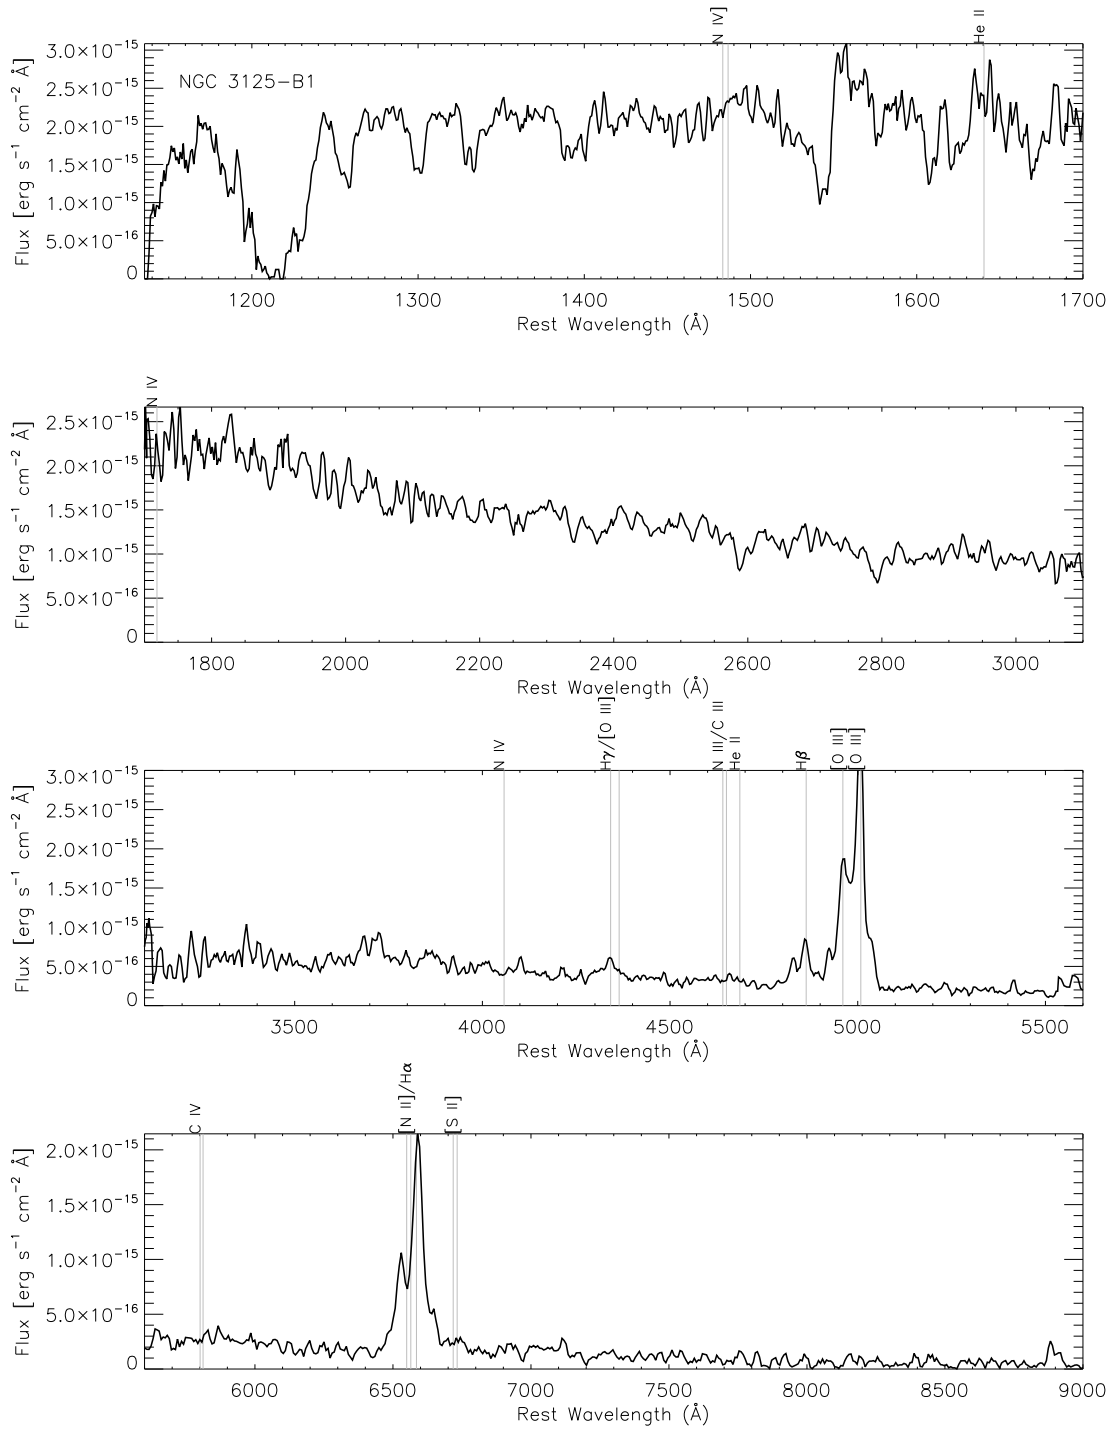 N IV] He II
NGC 3125-B1
3.0×10⁻¹⁵
2.5×10⁻¹⁵
2.0×10⁻¹⁵
1.5×10⁻¹⁵
1.0×10⁻¹⁵
5.0×10⁻¹⁶
0
Flux [erg s⁻¹ cm⁻² Å]
1200 1300 1400 1500 1600 1700
Rest Wavelength (Å)
N IV
2.5×10⁻¹⁵
2.0×10⁻¹⁵
1.5×10⁻¹⁵
1.0×10⁻¹⁵
5.0×10⁻¹⁶
0
Flux [erg s⁻¹ cm⁻² Å]
1800 2000 2200 2400 2600 2800 3000
Rest Wavelength (Å)
N IV Hγ/[O III] N III/C III He II Hβ [O III] [O III]
3.0×10⁻¹⁵
2.5×10⁻¹⁵
2.0×10⁻¹⁵
1.5×10⁻¹⁵
1.0×10⁻¹⁵
5.0×10⁻¹⁶
0
Flux [erg s⁻¹ cm⁻² Å]
3500 4000 4500 5000 5500
Rest Wavelength (Å)
C IV [N II]/Hα [S II]
2.0×10⁻¹⁵
1.5×10⁻¹⁵
1.0×10⁻¹⁵
5.0×10⁻¹⁶
0
Flux [erg s⁻¹ cm⁻² Å]
6000 6500 7000 7500 8000 8500 9000
Rest Wavelength (Å)